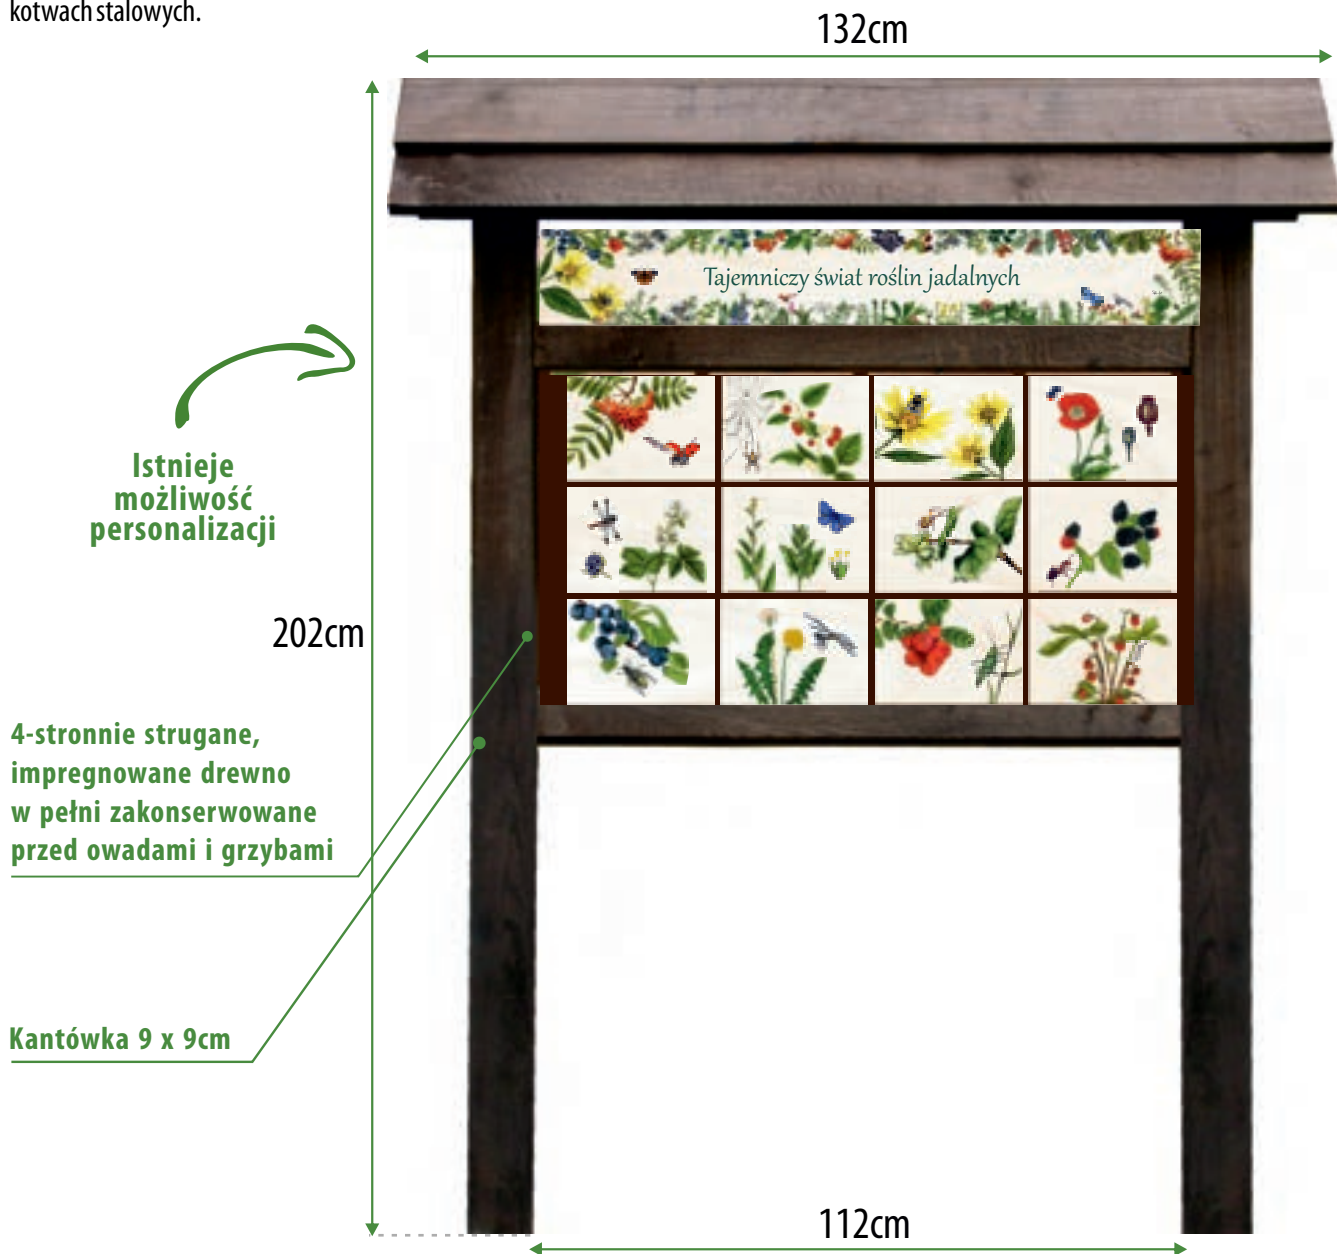 kotwach stalowych.
132cm
Tajemniczy świat roślin jadalnych
Istnieje
możliwość
personalizacji
202cm
4-stronnie strugane,
impregnowane drewno
w pełni zakonserwowane
przed owadami i grzybami
Kantówka 9 x 9cm
112cm